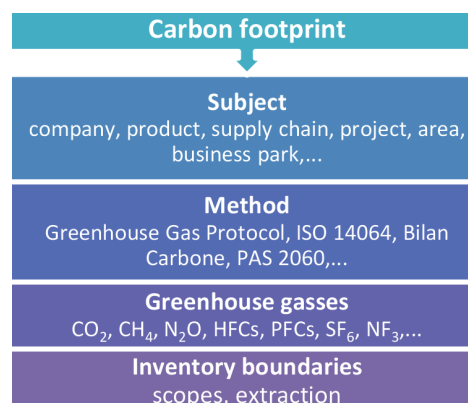 Carbon footprint
Subject
company, product, supply chain, project, area,
business park,...
Method
Greenhouse Gas Protocol, ISO 14064, Bilan
Carbone, PAS 2060,...
Greenhouse gasses
CO₂, CH₄, N₂O, HFCs, PFCs, SF₆, NF₃,...
Inventory boundaries
scopes, extraction